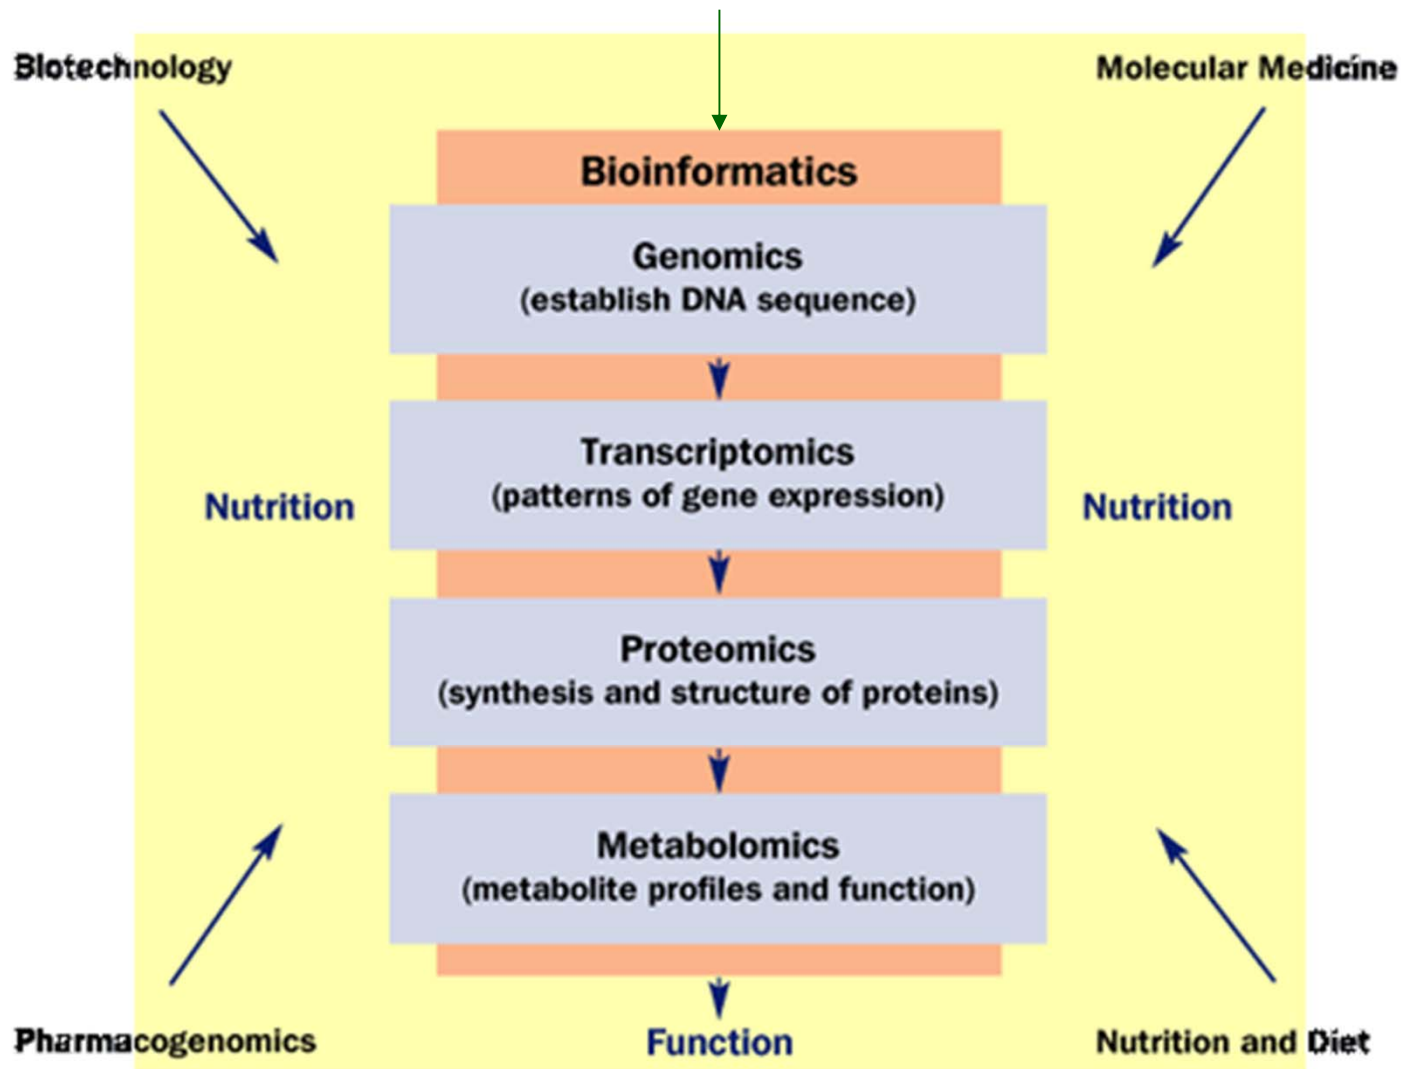 Biotechnology
Molecular Medicine
Bioinformatics
Genomics
(establish DNA sequence)
Transcriptomics
(patterns of gene expression)
Nutrition
Nutrition
Proteomics
(synthesis and structure of proteins)
Metabolomics
(metabolite profiles and function)
Pharmacogenomics
Function
Nutrition and Diet